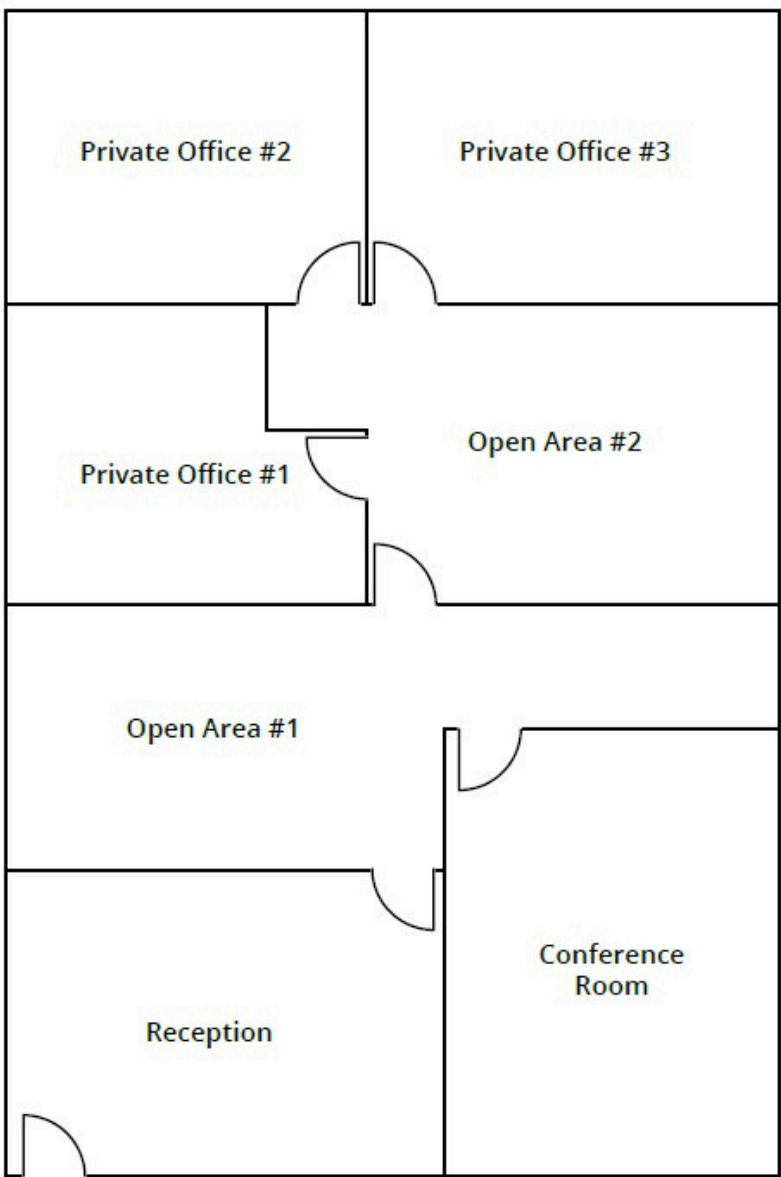 Private Office #2
Private Office #3
Open Area #2
Private Office #1
Open Area #1
Conference
Room
Reception